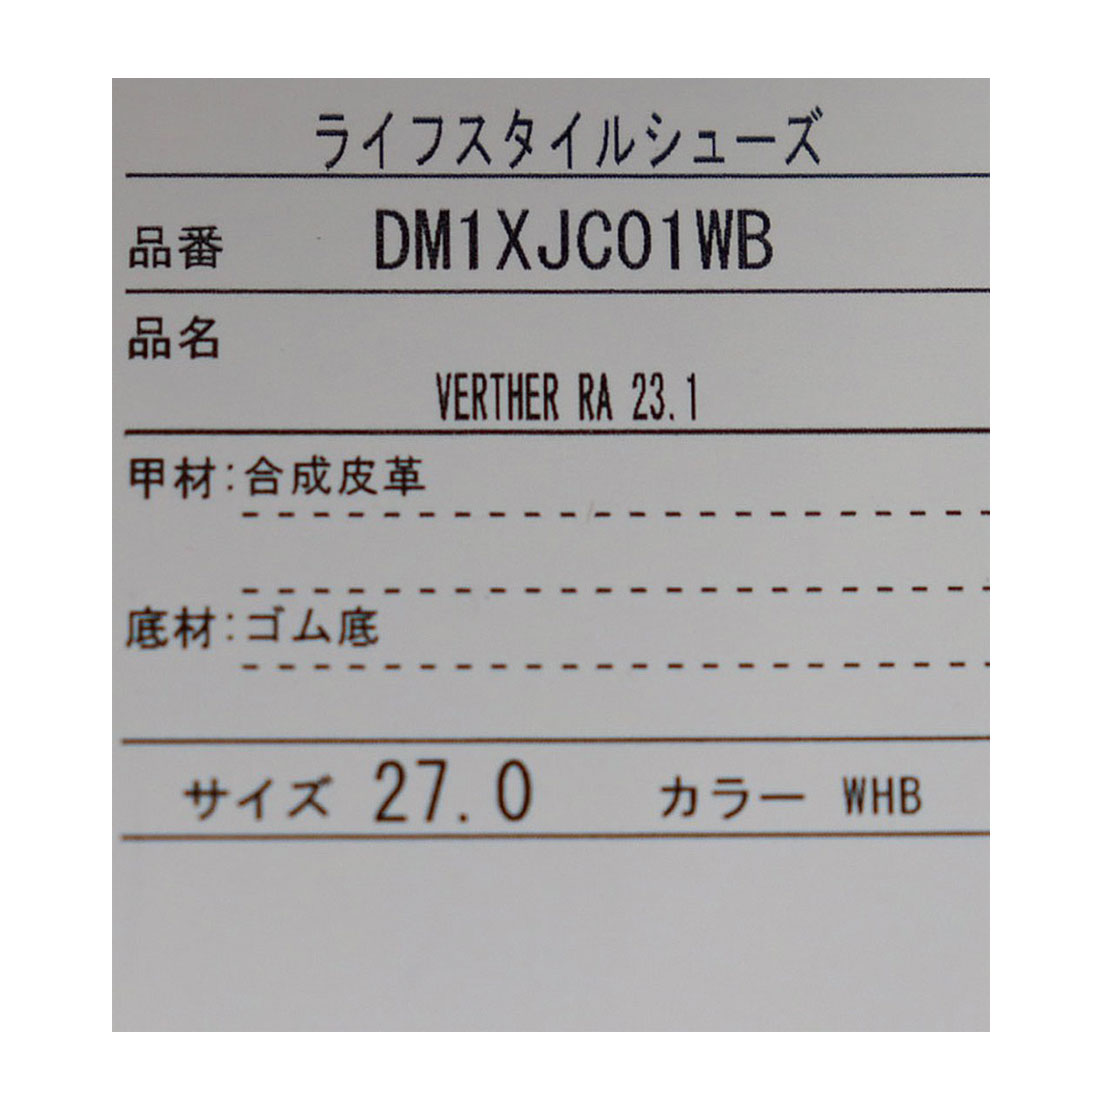 ライフスタイルシューズ
品番 DM1XJC01WB
品名
VERTHER RA 23.1
甲材:合成皮革
底材:ゴム底
サイズ 27.0 カラー WHB